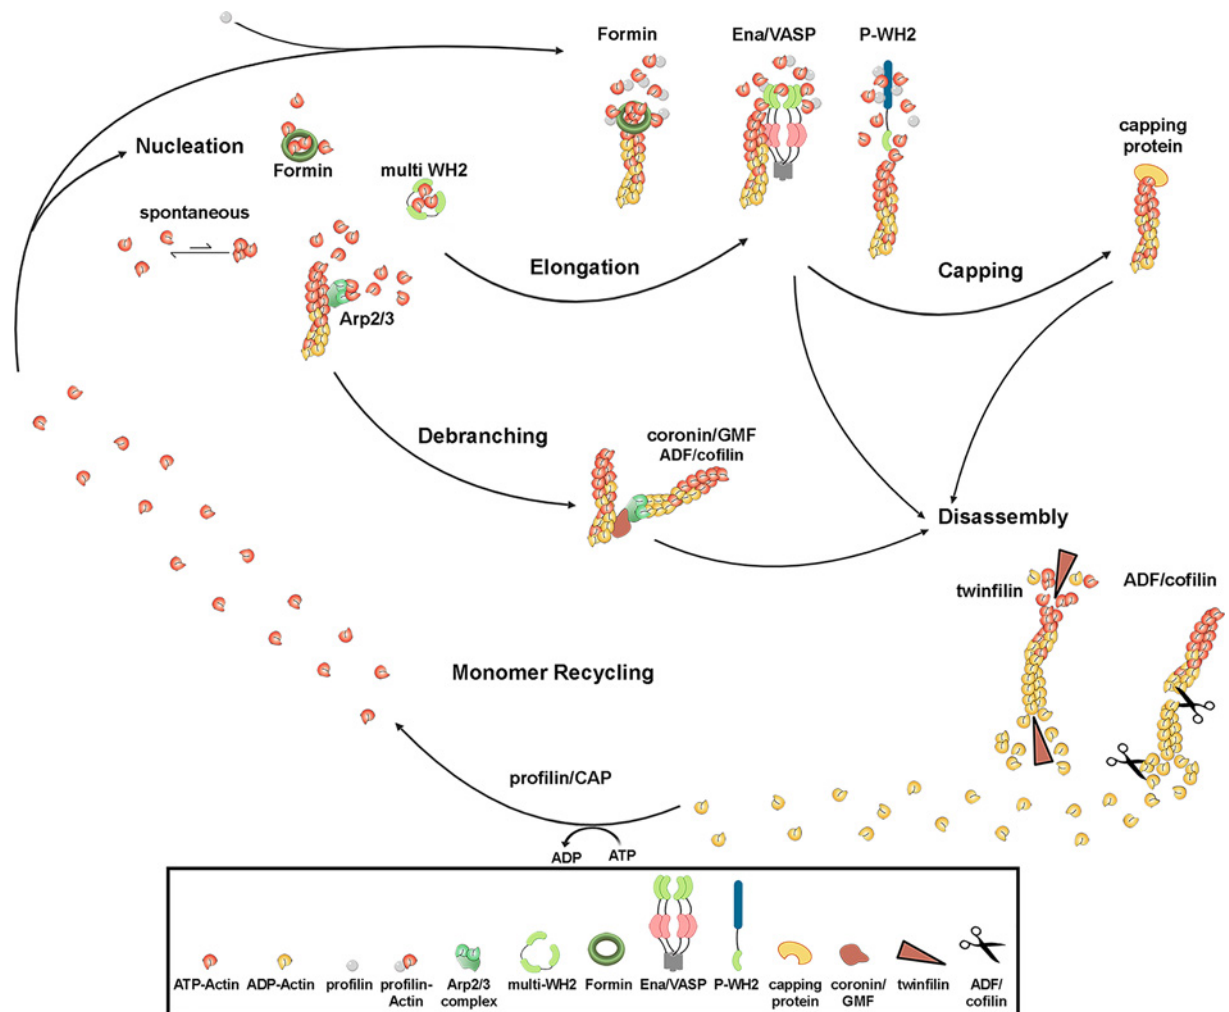 Formin
Ena/VASP
P-WH2
Nucleation
Formin
multi WH2
capping
protein
spontaneous
Elongation
Capping
Arp2/3
Debranching
coronin/GMF
ADF/cofilin
Disassembly
twinfilin
ADF/cofilin
Monomer Recycling
profilin/CAP
ADP
ATP
ATP-Actin
ADP-Actin
profilin
profilin-
Actin
Arp2/3
complex
multi-WH2
Formin
Ena/VASP
P-WH2
capping
protein
coronin/
GMF
twinfilin
ADF/
cofilin